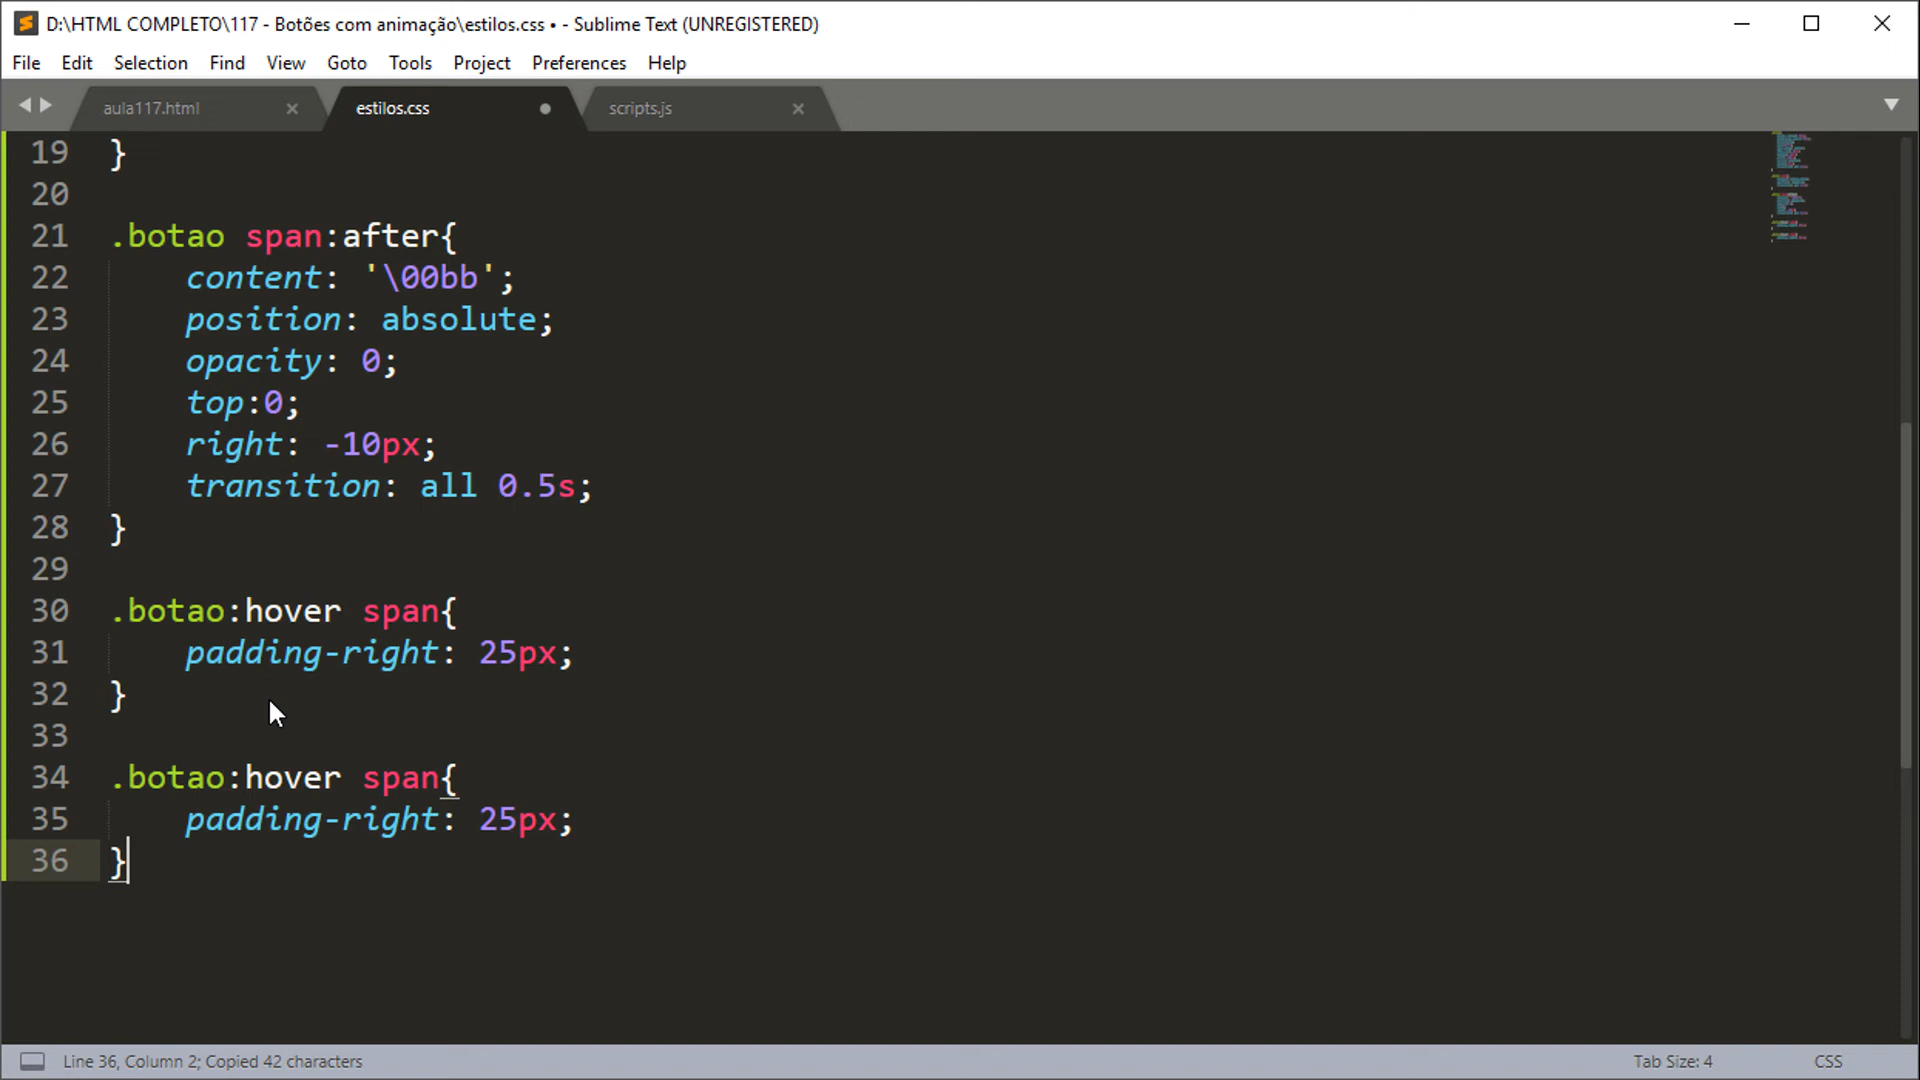 D:\HTML COMPLETO\117 - Botões com animação\estilos.css • - Sublime Text (UNREGISTERED)
File Edit Selection Find View Goto Tools Project Preferences Help
aula117.html estilos.css scripts.js
19 }
20
21 .botao span:after{
22 content: '\00bb';
23 position: absolute;
24 opacity: 0;
25 top:0;
26 right: -10px;
27 transition: all 0.5s;
28 }
29
30 .botao:hover span{
31 padding-right: 25px;
32 }
33
34 .botao:hover span{
35 padding-right: 25px;
36 }
Line 36, Column 2; Copied 42 characters Tab Size: 4 CSS